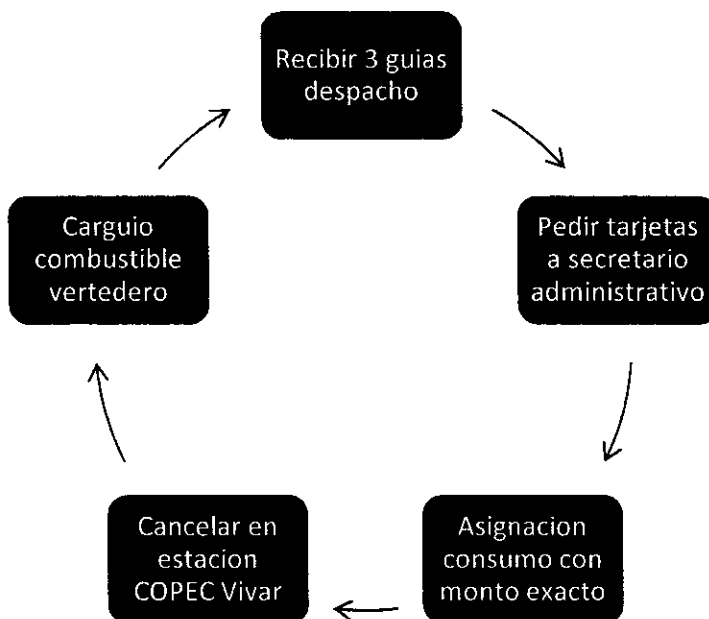 Recibir 3 guias
despacho
Pedir tarjetas
a secretario
administrativo
Asignacion
consumo con
monto exacto
Cancelar en
estacion
COPEC Vivar
Carguio
combustible
vertedero